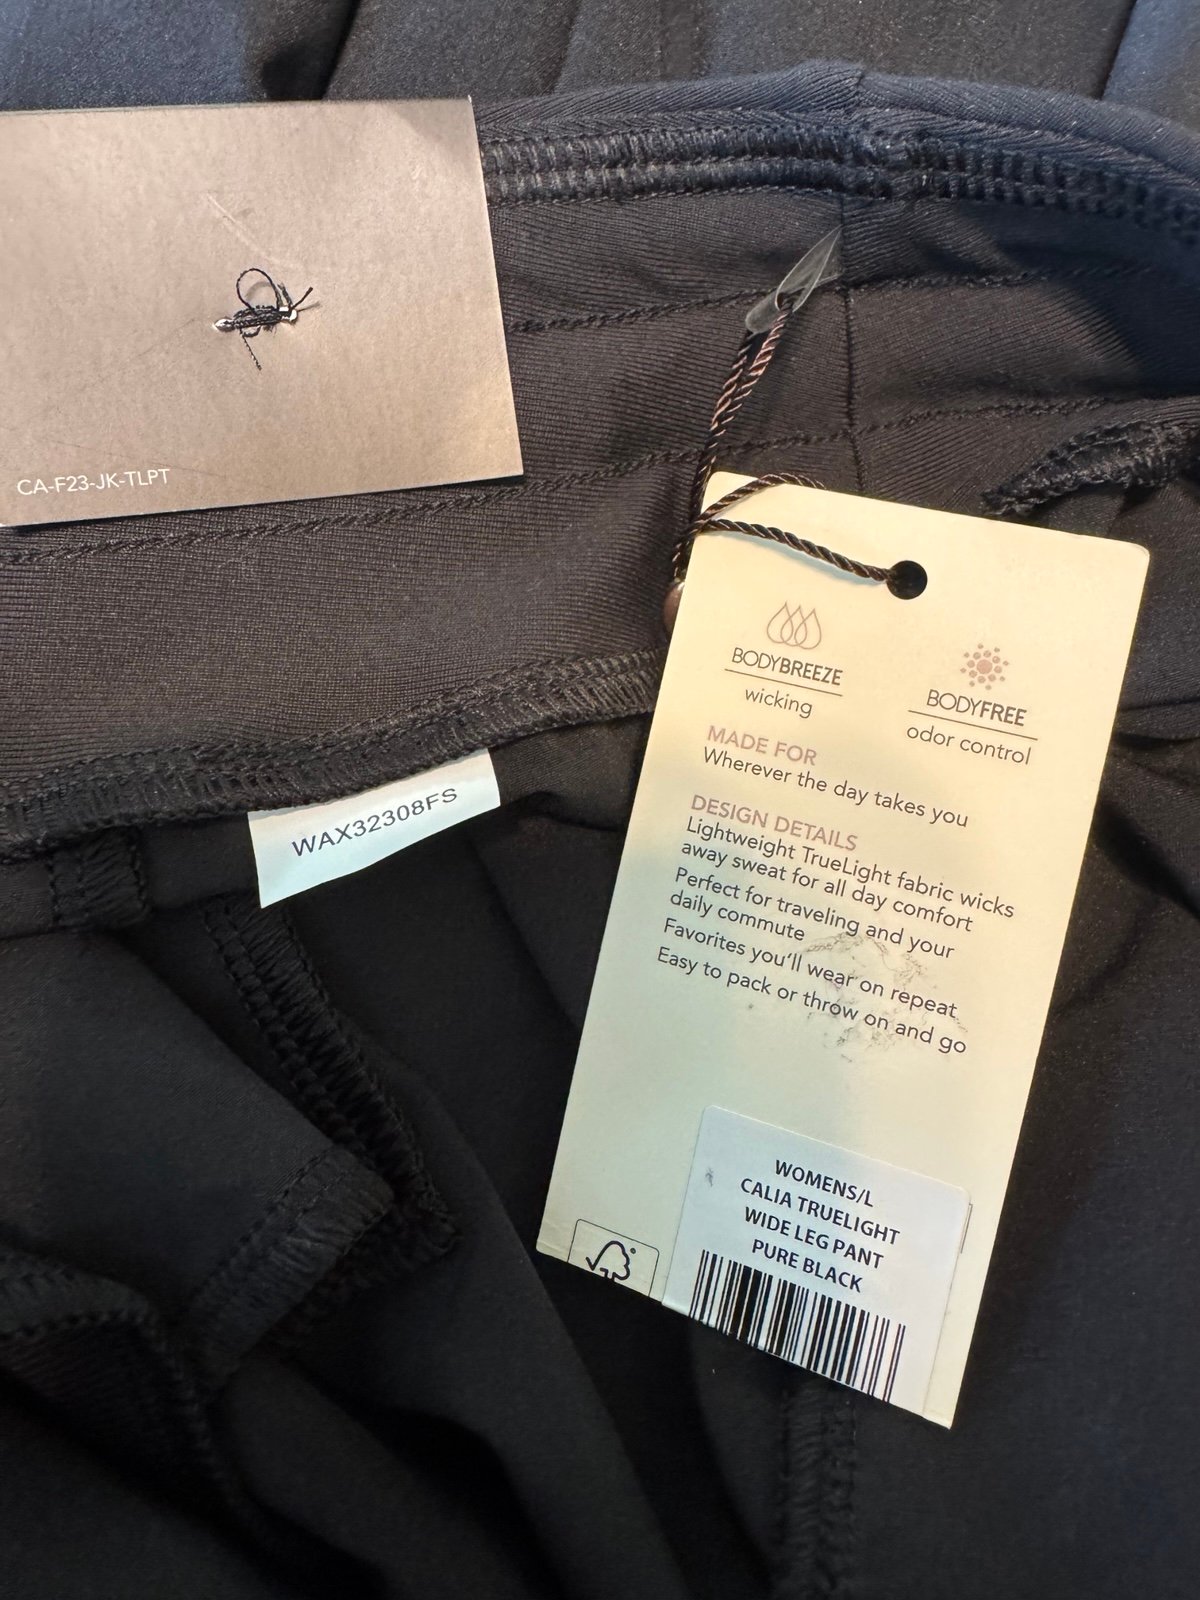 CA-F23-JK-TLPT
WAX32308FS
BODYBREEZE
wicking
BODYFREE
odor control
MADE FOR
Wherever the day takes you
DESIGN DETAILS
Lightweight TrueLight fabric wicks
away sweat for all day comfort
Perfect for traveling and your
daily commute
Favorites you'll wear on repeat
Easy to pack or throw on and go
WOMENS/L
CALIA TRUELIGHT
WIDE LEG PANT
PURE BLACK